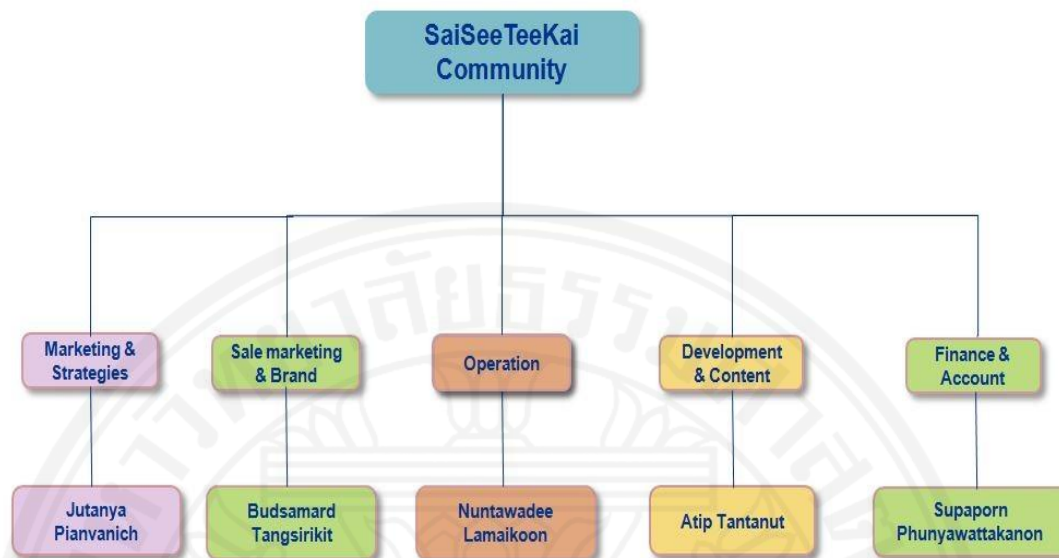 SaiSeeTeeKai
Community
Marketing &
Strategies
Sale marketing
& Brand
Operation
Development
& Content
Finance &
Account
Jutanya
Pianvanich
Budsamard
Tangsirikit
Nuntawadee
Lamaikoon
Atip Tantanut
Supaporn
Phunyawattakanon